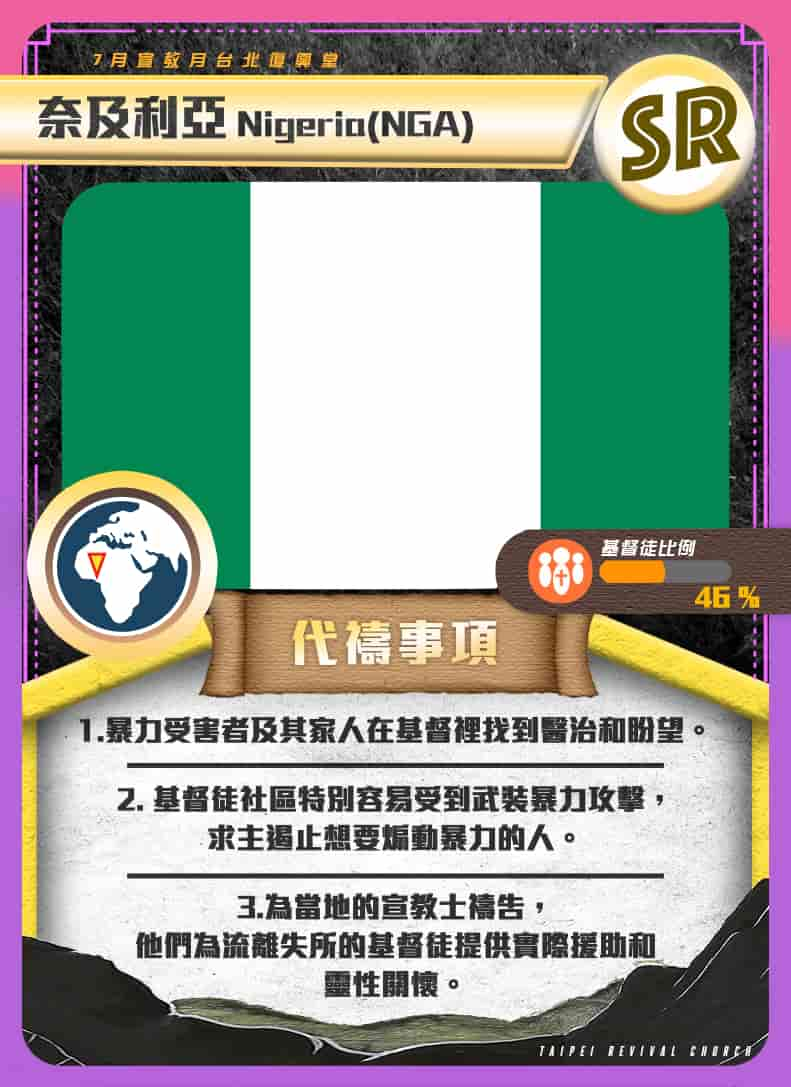 7月宣教月台北復興堂
奈及利亞 Nigeria(NGA)
SR
基督徒比例
46 %
代禱事項
1.暴力受害者及其家人在基督裡找到醫治和盼望。
2. 基督徒社區特別容易受到武裝暴力攻擊，
求主遏止想要煽動暴力的人。
3.為當地的宣教士禱告，
他們為流離失所的基督徒提供實際援助和
靈性關懷。
TAIPEI REVIVAL CHURCH